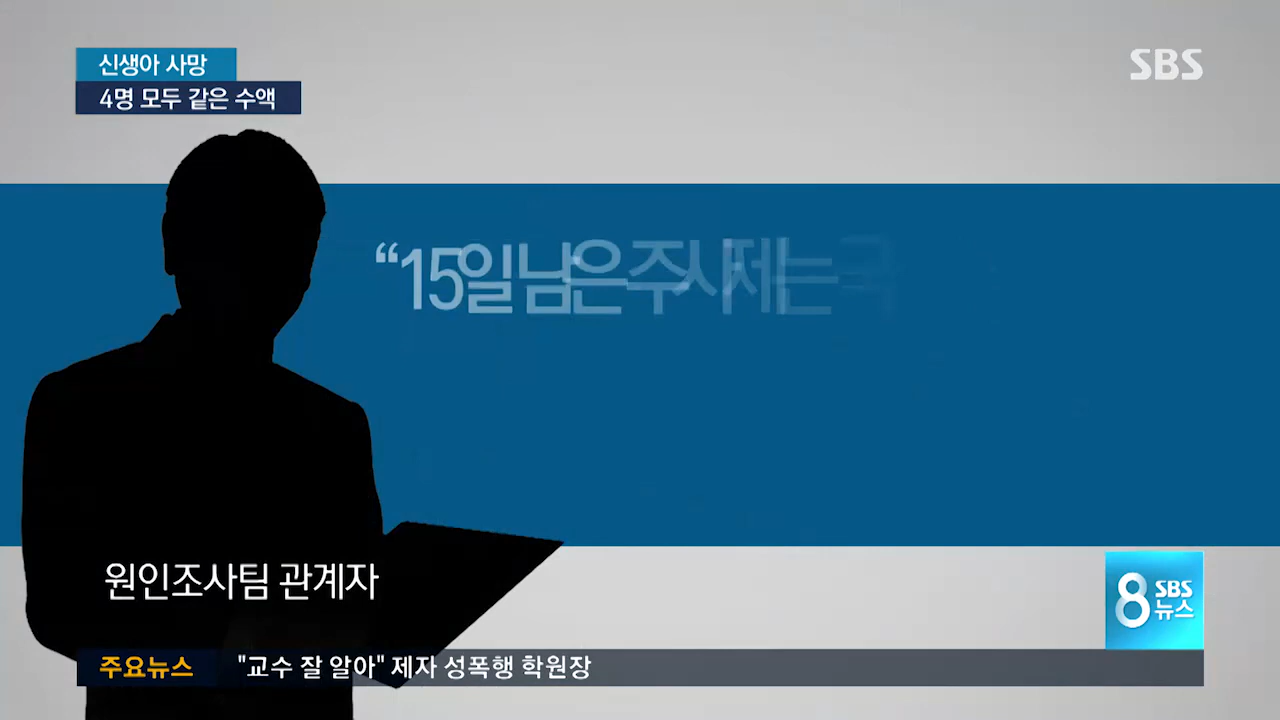 신생아 사망
SBS
4명 모두 같은 수액
“15일 남은 주사제는 국
원인조사팀 관계자
8 SBS 뉴스
주요뉴스 "교수 잘 알아" 제자 성폭행 학원장